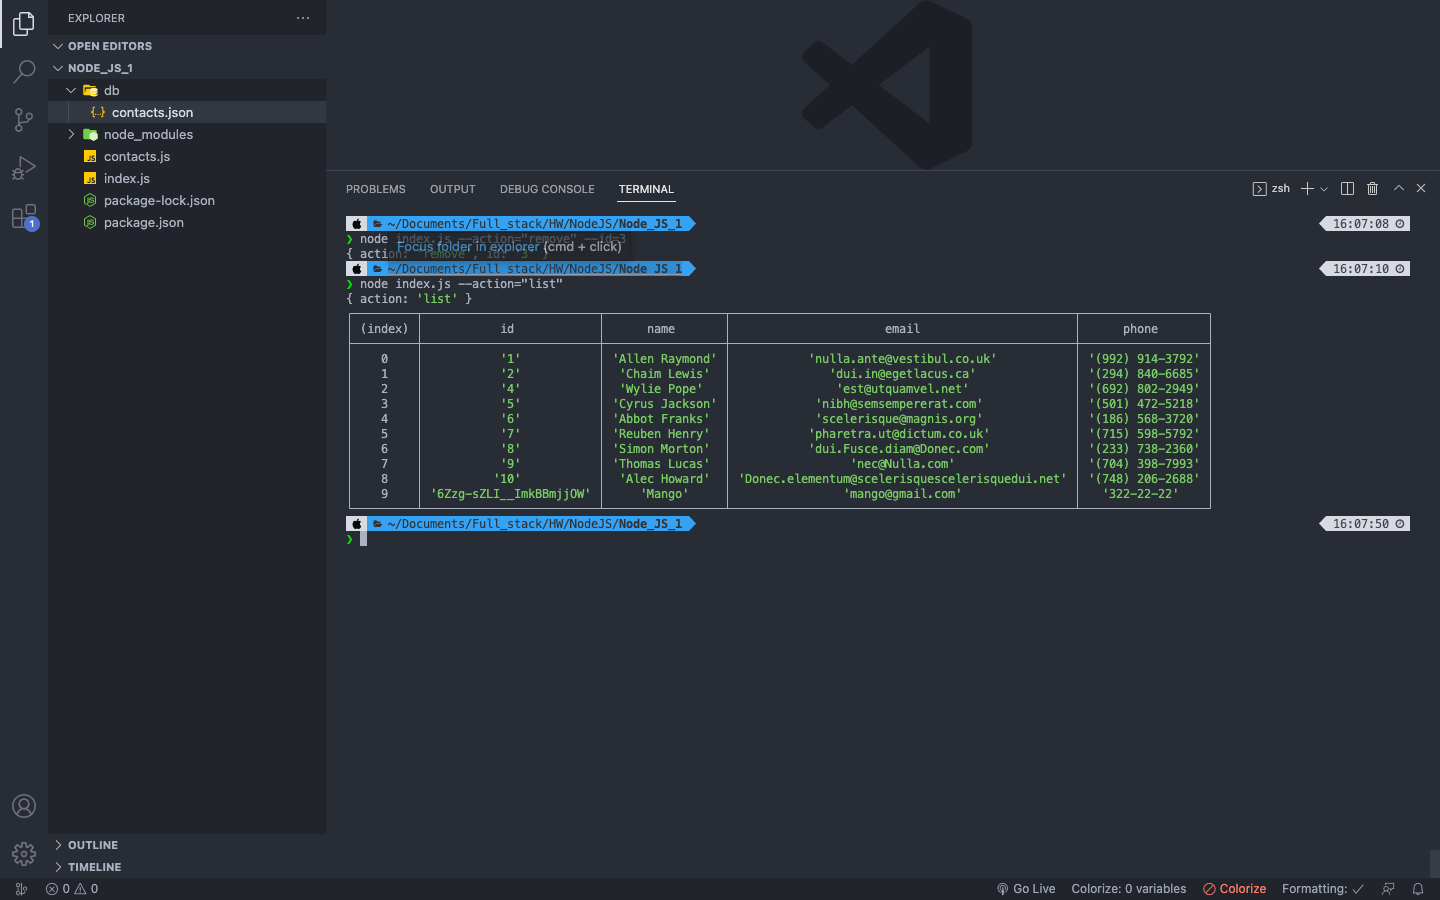 EXPLORER
OPEN EDITORS
NODE_JS_1
db
contacts.json
node_modules
contacts.js
index.js
package-lock.json
package.json
OUTLINE
TIMELINE
1
PROBLEMS OUTPUT DEBUG CONSOLE TERMINAL
zsh
~/Documents/Full_stack/HW/NodeJS/Node_JS_1 16:07:08
❯ node index.js --action="remove" --id=3
{ action: 'remove', id: '3' }
Focus folder in explorer (cmd + click)
~/Documents/Full_stack/HW/NodeJS/Node_JS_1 16:07:10
❯ node index.js --action="list"
{ action: 'list' }
(index) id name email phone
0 '1' 'Allen Raymond' 'nulla.ante@vestibul.co.uk' '(992) 914-3792'
1 '2' 'Chaim Lewis' 'dui.in@egetlacus.ca' '(294) 840-6685'
2 '4' 'Wylie Pope' 'est@utquamvel.net' '(692) 802-2949'
3 '5' 'Cyrus Jackson' 'nibh@semsempererat.com' '(501) 472-5218'
4 '6' 'Abbot Franks' 'scelerisque@magnis.org' '(186) 568-3720'
5 '7' 'Reuben Henry' 'pharetra.ut@dictum.co.uk' '(715) 598-5792'
6 '8' 'Simon Morton' 'dui.Fusce.diam@Donec.com' '(233) 738-2360'
7 '9' 'Thomas Lucas' 'nec@Nulla.com' '(704) 398-7993'
8 '10' 'Alec Howard' 'Donec.elementum@scelerisquescelerisquedui.net' '(748) 206-2688'
9 '6Zzg-sZLI__ImkBBmjjOW' 'Mango' 'mango@gmail.com' '322-22-22'
~/Documents/Full_stack/HW/NodeJS/Node_JS_1 16:07:50
❯
0 0 Go Live Colorize: 0 variables Colorize Formatting: ✓